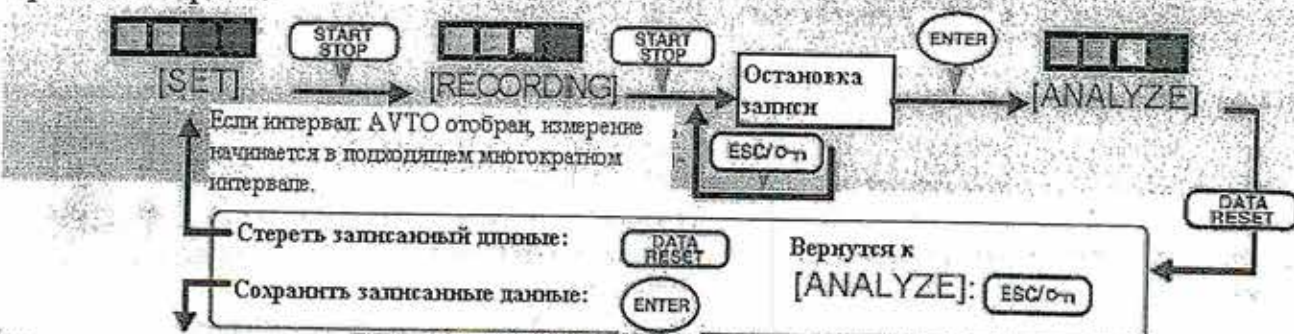 START
STOP
START
STOP
ENTER
[SET]
[RECORDING]
Остановка
записи
[ANALYZE]
Если интервал: AVTO отобран, измерение
начинается в подходящем многократном
интервале.
ESC/
DATA
RESET
Стереть записанный динные:
DATA
RESET
Вернутся к
[ANALYZE]:
ESC/
Сохранить записанные данные:
ENTER